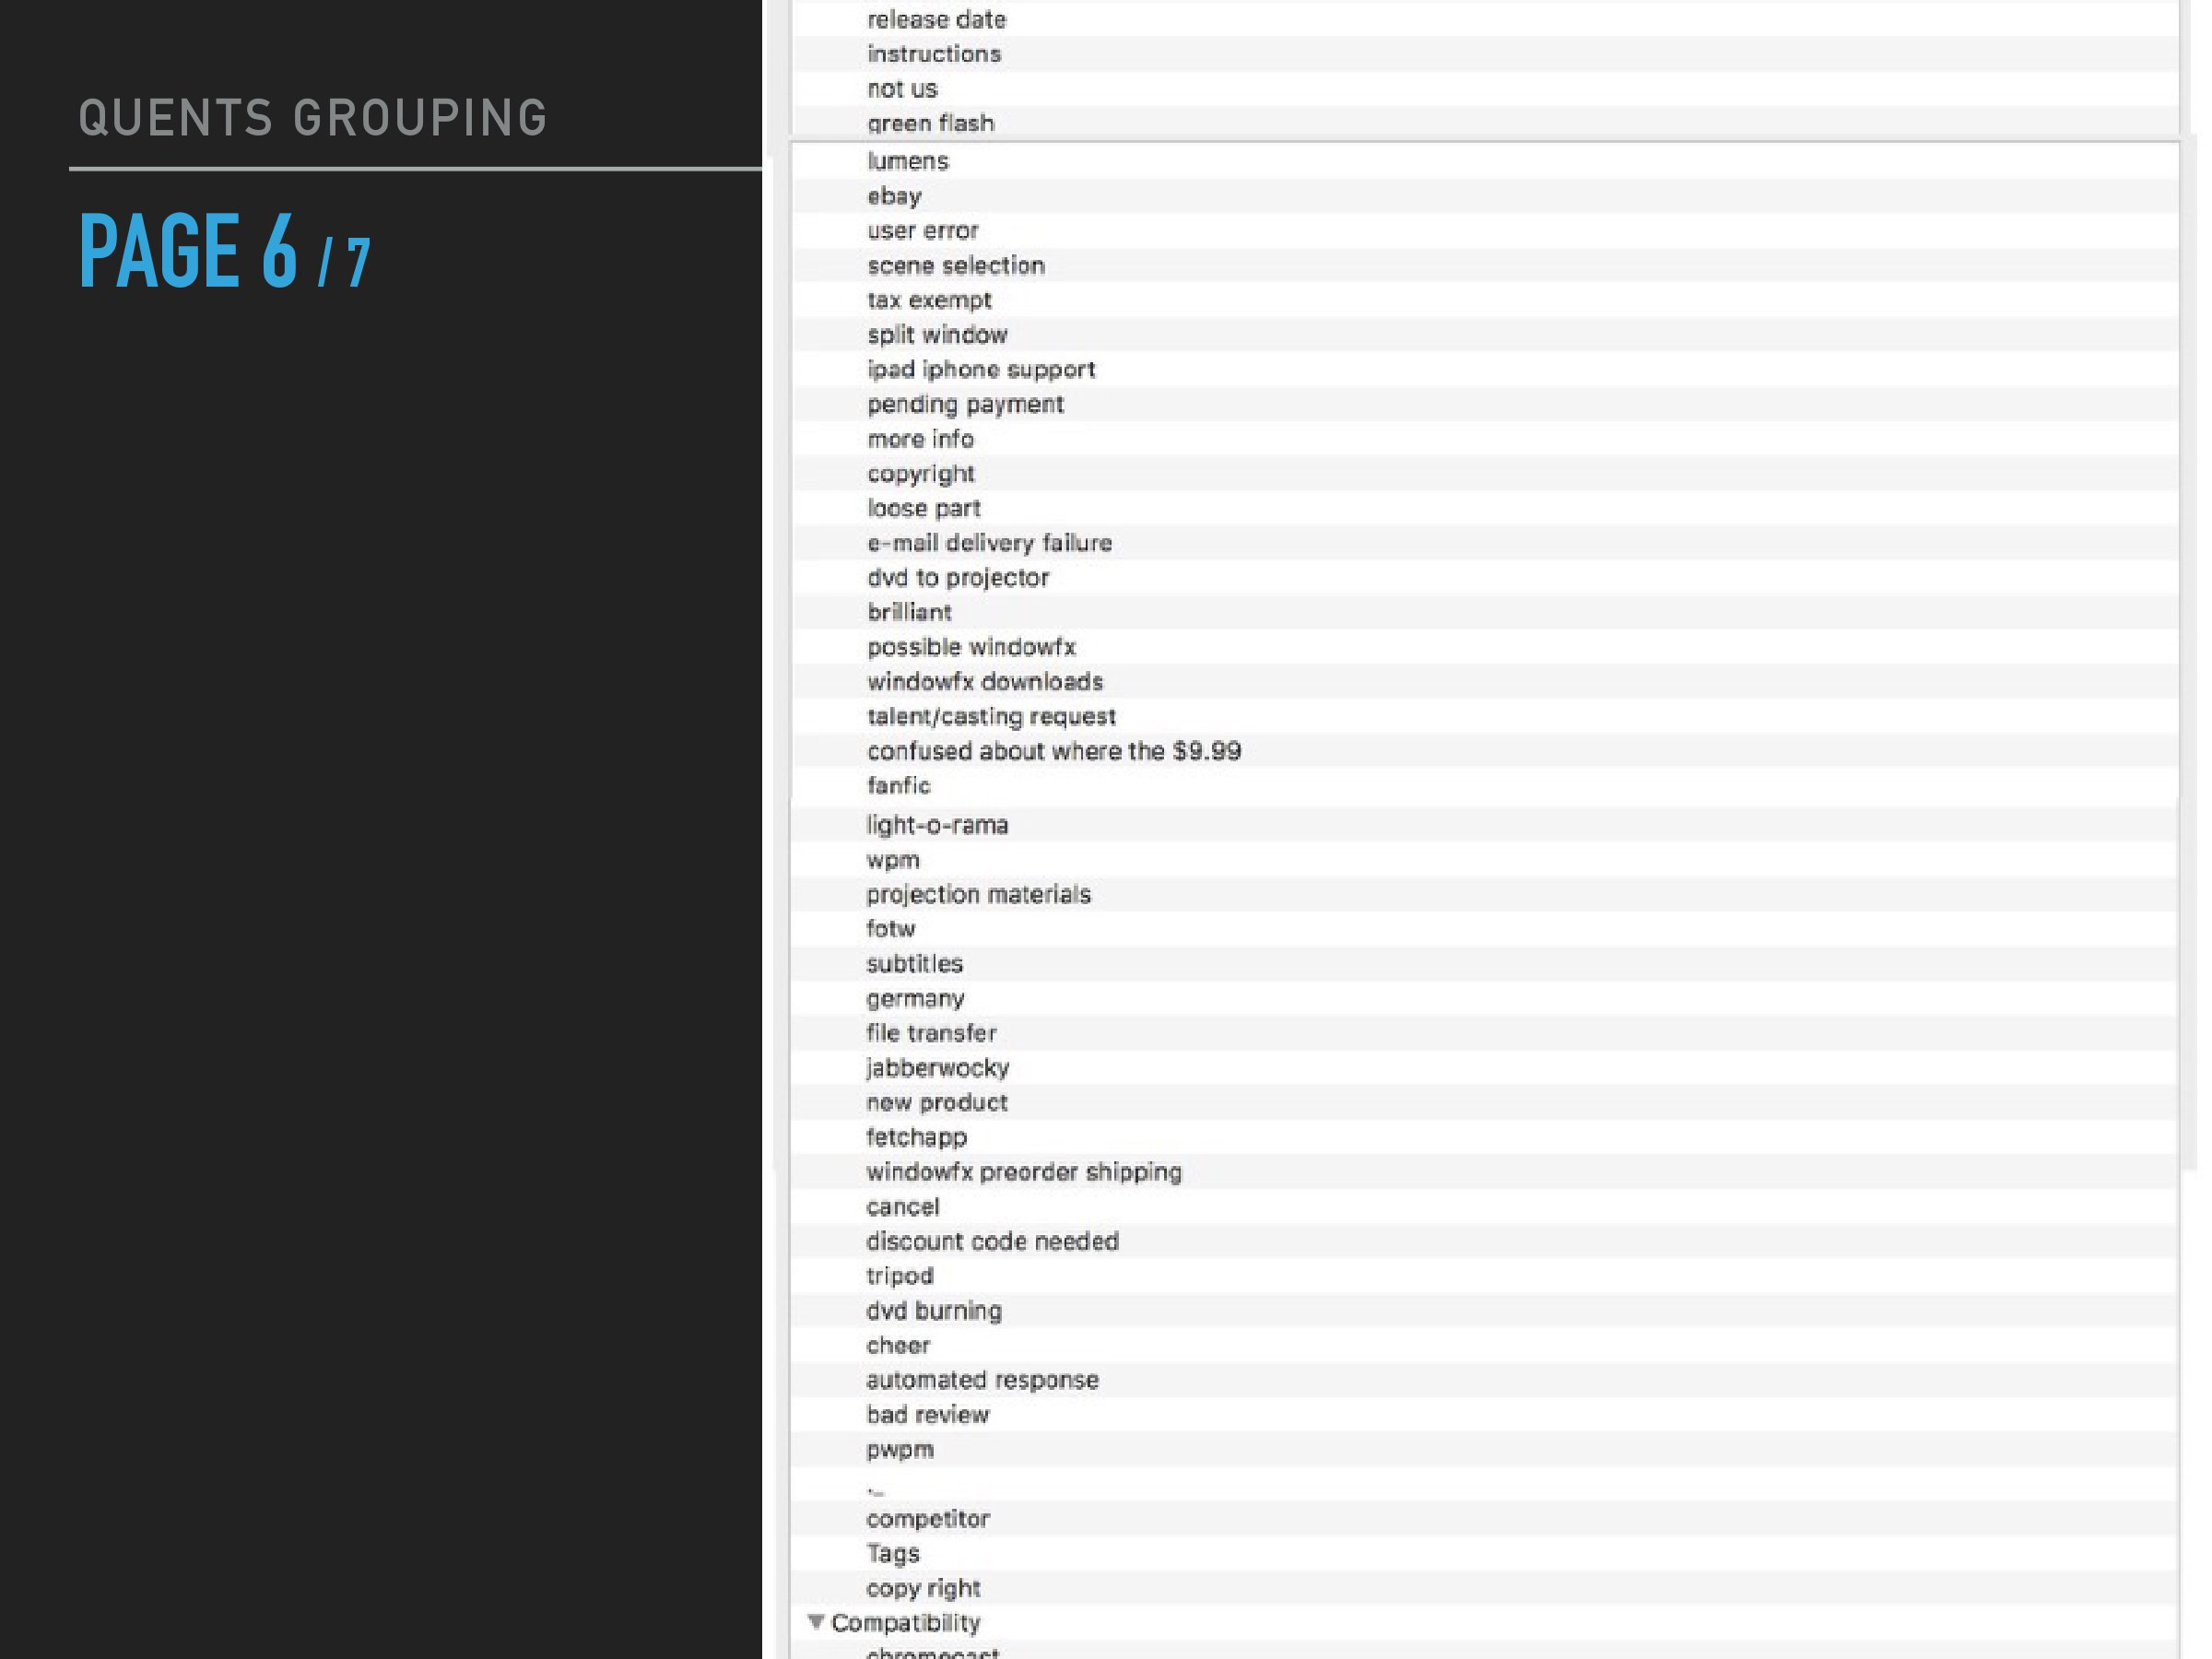 QUENTS GROUPING
PAGE 6 / 7
release date
instructions
not us
green flash
lumens
ebay
user error
scene selection
tax exempt
split window
ipad iphone support
pending payment
more info
copyright
loose part
e-mail delivery failure
dvd to projector
brilliant
possible windowfx
windowfx downloads
talent/casting request
confused about where the $9.99
fanfic
light-o-rama
wpm
projection materials
fotw
subtitles
germany
file transfer
jabberwocky
new product
fetchapp
windowfx preorder shipping
cancel
discount code needed
tripod
dvd burning
cheer
automated response
bad review
pwpm
._
competitor
Tags
copy right
Compatibility
chromecast